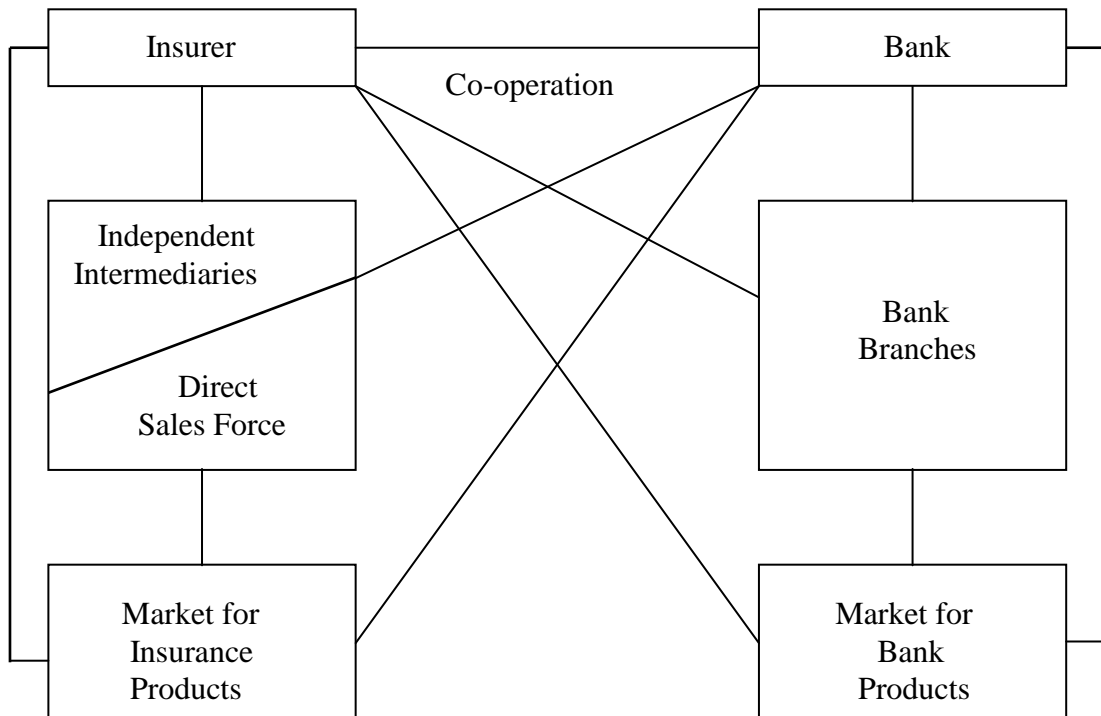 Insurer
Bank
Co-operation
Independent
Intermediaries
Direct
Sales Force
Bank
Branches
Market for
Insurance
Products
Market for
Bank
Products